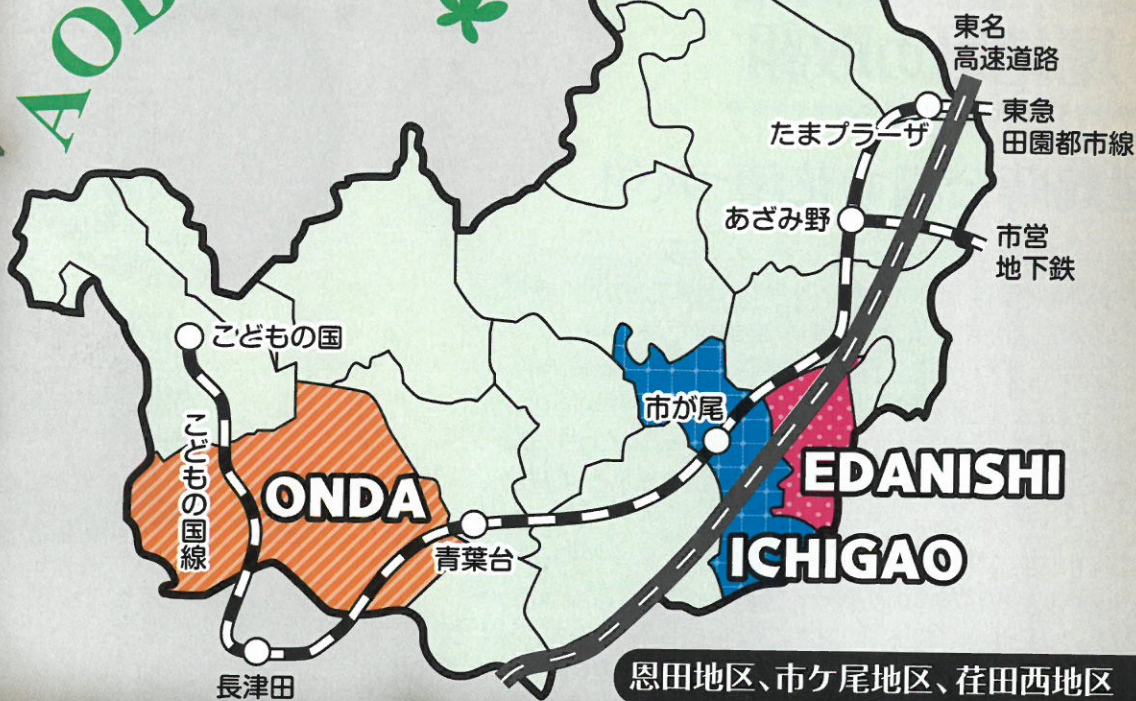 東名
高速道路
東急
田園都市線
たまプラーザ
あざみ野
市営
地下鉄
こどもの国
市が尾
こどもの国線
ONDA
EDANISHI
青葉台
ICHIGAO
長津田
恩田地区、市ケ尾地区、荏田西地区